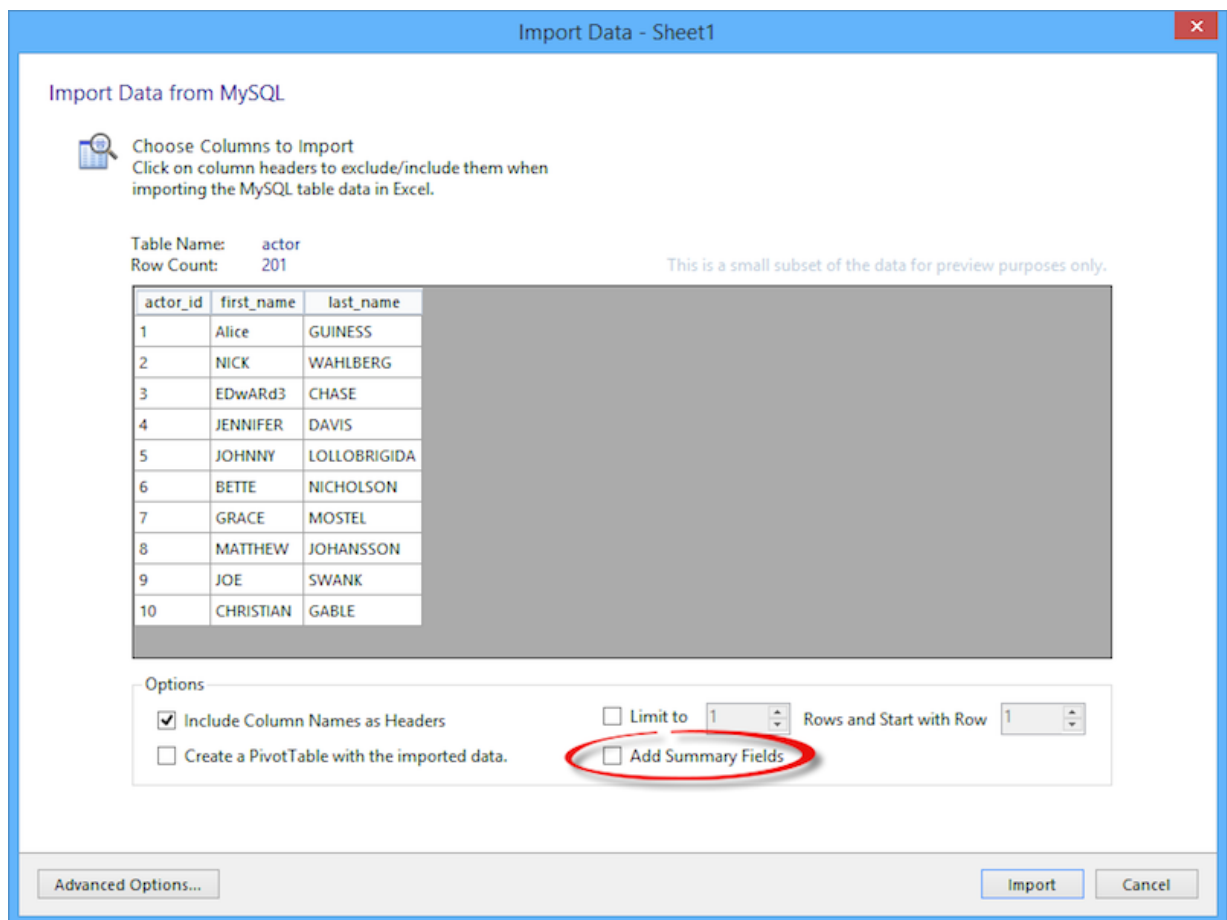 Import Data - Sheet1
Import Data from MySQL
Choose Columns to Import
Click on column headers to exclude/include them when
importing the MySQL table data in Excel.
Table Name: actor
Row Count: 201
This is a small subset of the data for preview purposes only.
actor_id first_name last_name
1 Alice GUINESS
2 NICK WAHLBERG
3 EDwARd3 CHASE
4 JENNIFER DAVIS
5 JOHNNY LOLLOBRIGIDA
6 BETTE NICHOLSON
7 GRACE MOSTEL
8 MATTHEW JOHANSSON
9 JOE SWANK
10 CHRISTIAN GABLE
Options
Include Column Names as Headers
Limit to 1 Rows and Start with Row 1
Create a PivotTable with the imported data.
Add Summary Fields
Advanced Options...
Import
Cancel